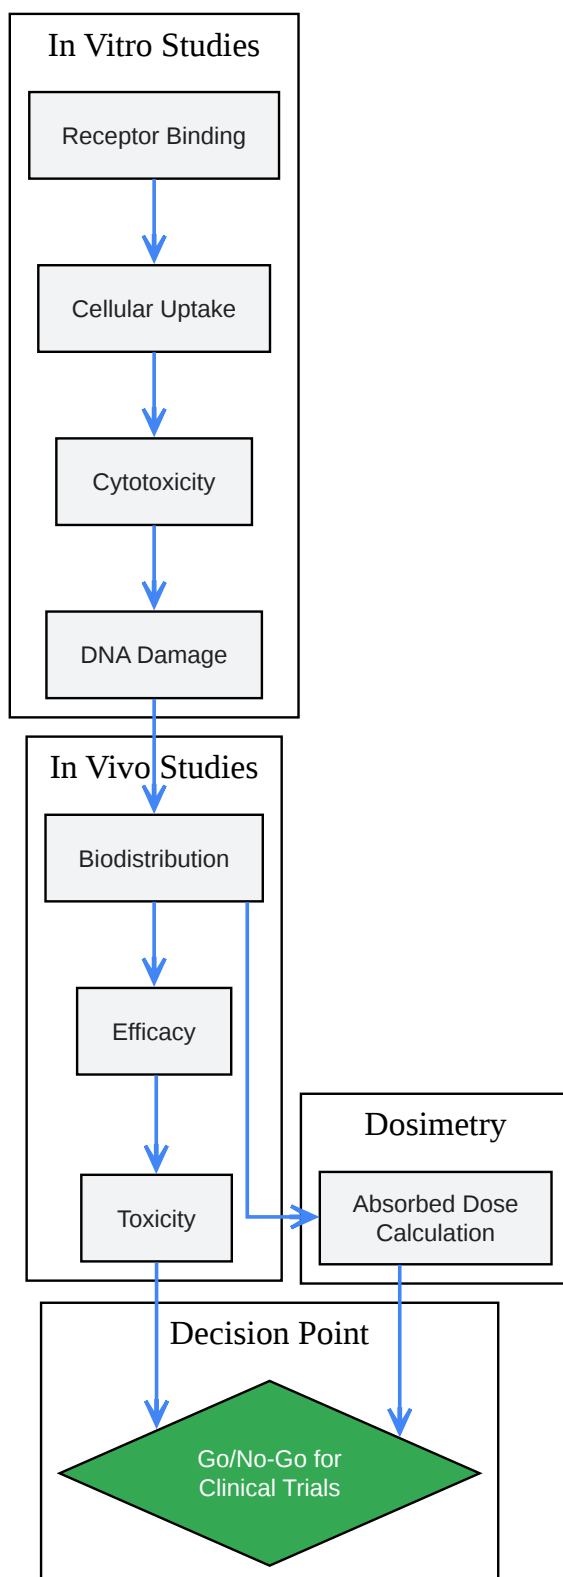 In Vitro Studies
Receptor Binding
Cellular Uptake
Cytotoxicity
DNA Damage
In Vivo Studies
Biodistribution
Efficacy
Dosimetry
Toxicity
Absorbed Dose
Calculation
Decision Point
Go/No-Go for
Clinical Trials